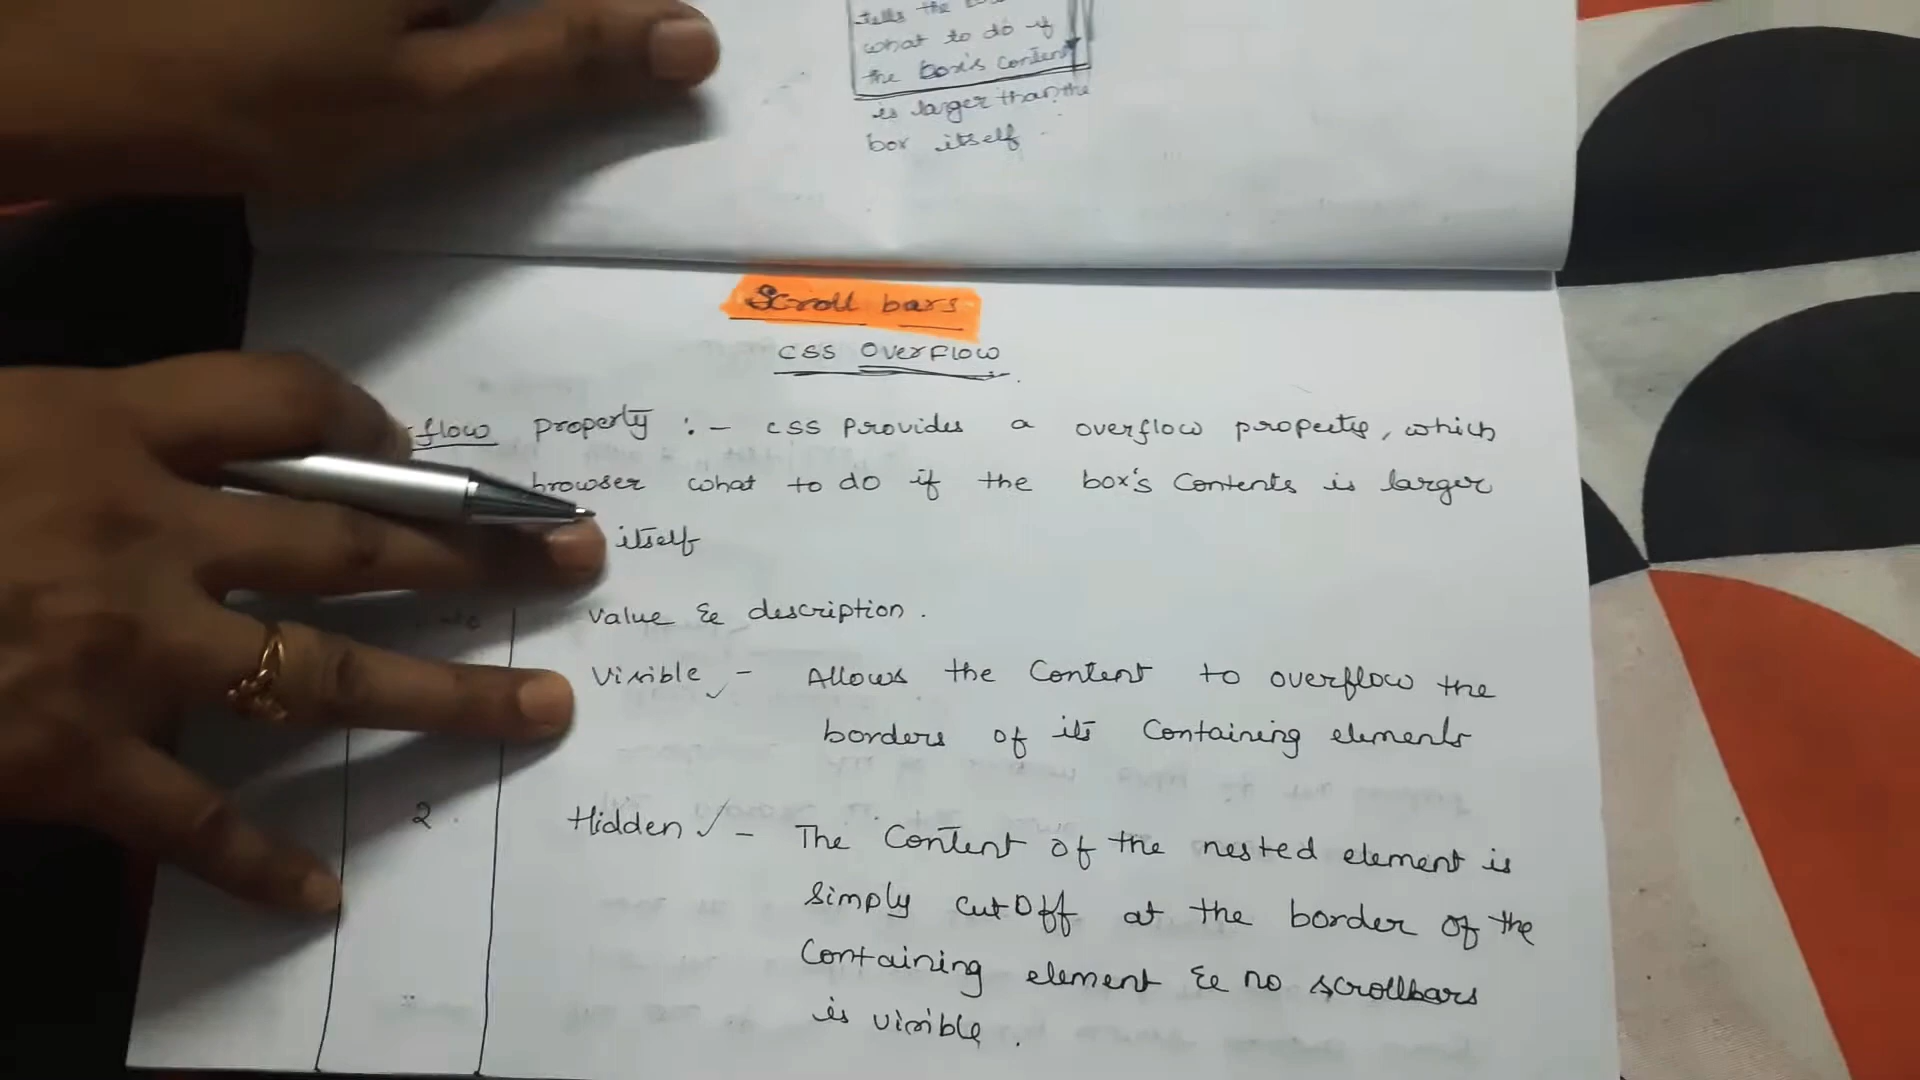 tells the
what to do if
the box's content
is larger than the
box itself
Scroll bars
CSS Overflow
flow property :- CSS provides a overflow property, which
browser what to do if the box's contents is larger
itself
value & description.
Visible - Allows the content to overflow the
borders of its containing elements
2. Hidden ✓ - The content of the nested element is
simply cut off at the border of the
containing element & no scrollbars
is visible.